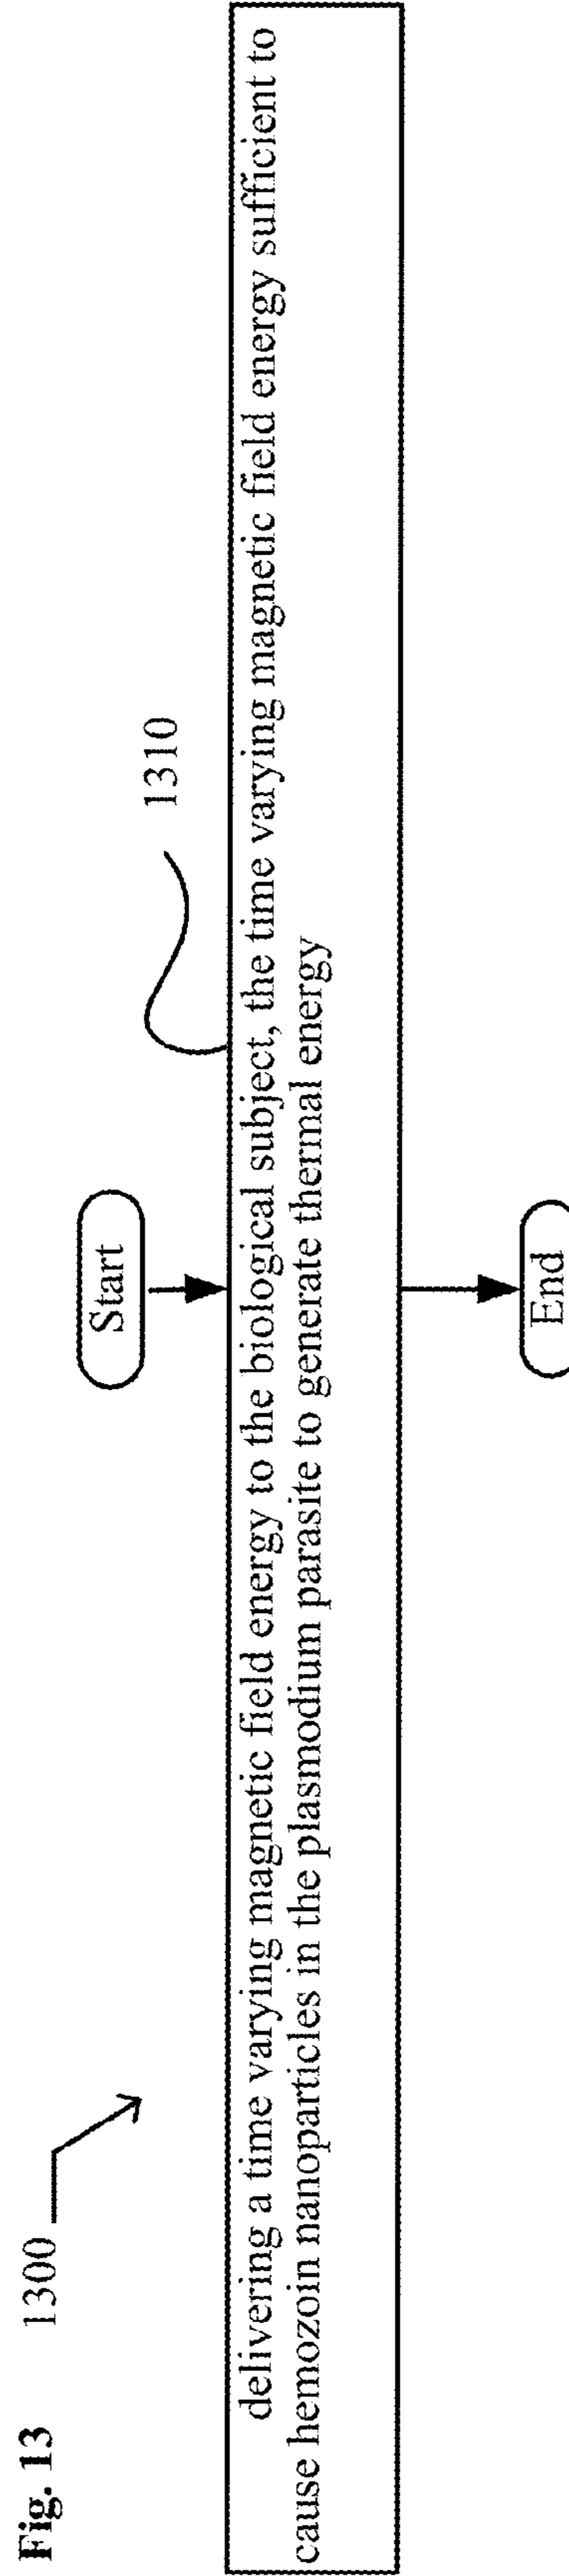 Fig. 13
1300
Start
1310
delivering a time varying magnetic field energy to the biological subject, the time varying magnetic field energy sufficient to
cause hemozoin nanoparticles in the plasmodium parasite to generate thermal energy
End